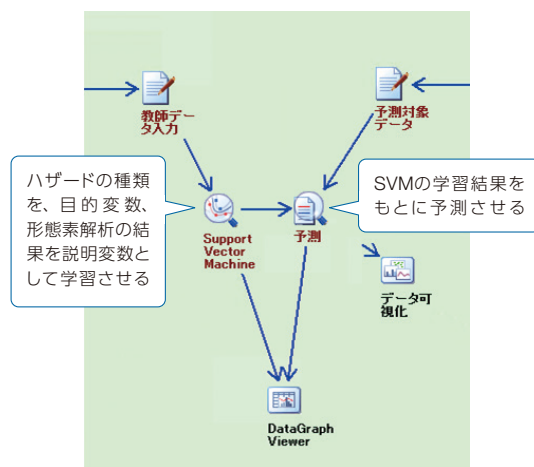 教師デー
タ入力
予測対象
データ
ハザードの種類
を、目的変数、
形態素解析の結
果を説明変数と
して学習させる
SVMの学習結果を
もとに予測させる
Support
Vector
Machine
予測
データ可
視化
DataGraph
Viewer